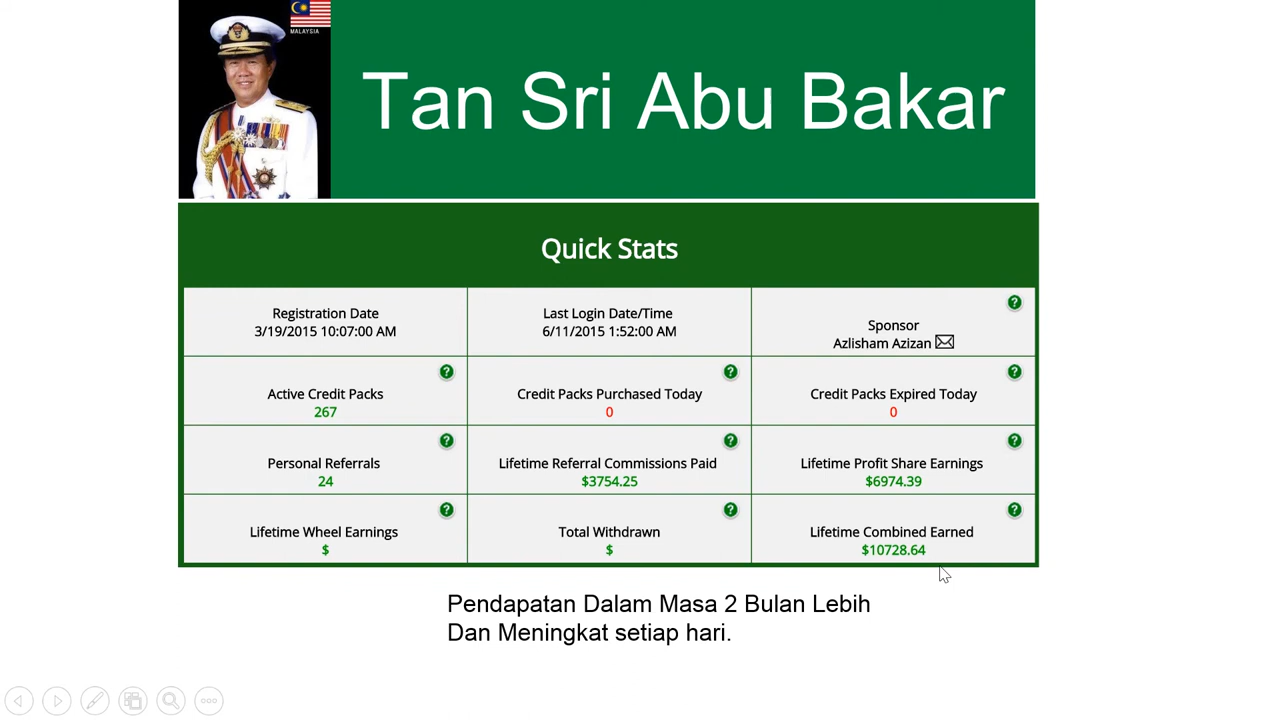 MALAYSIA
Tan Sri Abu Bakar
Quick Stats
Registration Date
3/19/2015 10:07:00 AM
Last Login Date/Time
6/11/2015 1:52:00 AM
Sponsor
Azlisham Azizan
Active Credit Packs
267
Credit Packs Purchased Today
0
Credit Packs Expired Today
0
Personal Referrals
24
Lifetime Referral Commissions Paid
$3754.25
Lifetime Profit Share Earnings
$6974.39
Lifetime Wheel Earnings
$
Total Withdrawn
$
Lifetime Combined Earned
$10728.64
Pendapatan Dalam Masa 2 Bulan Lebih
Dan Meningkat setiap hari.